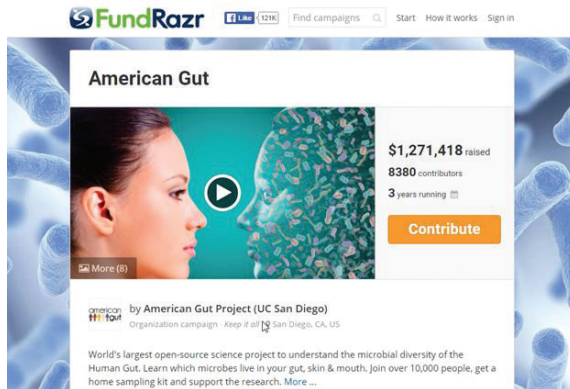 FundRazr
Like 121K Find campaigns Start How it works Sign in
American Gut
$1,271,418 raised
8380 contributors
3 years running
Contribute
More (8)
american
gut
by American Gut Project (UC San Diego)
Organization campaign · Keep it all San Diego, CA, US
World's largest open-source science project to understand the microbial diversity of the
Human Gut. Learn which microbes live in your gut, skin & mouth. Join over 10,000 people, get a
home sampling kit and support the research. More ...